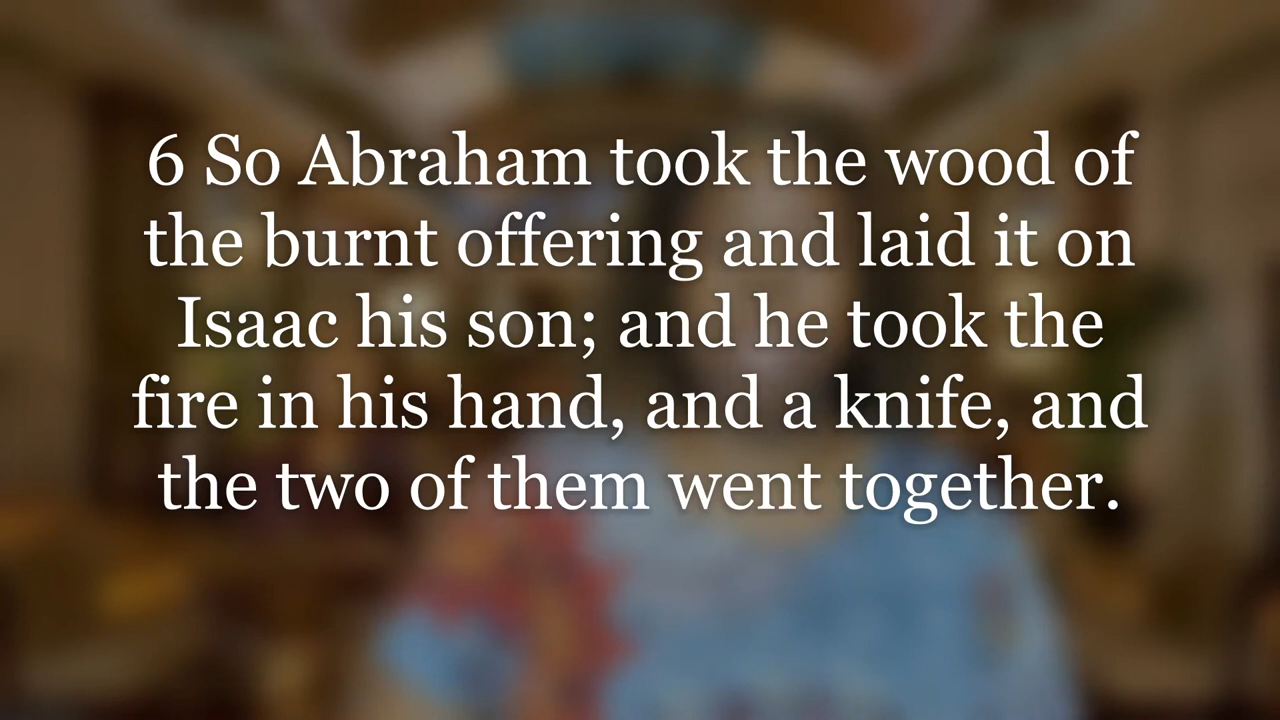 6 So Abraham took the wood of
the burnt offering and laid it on
Isaac his son; and he took the
fire in his hand, and a knife, and
the two of them went together.